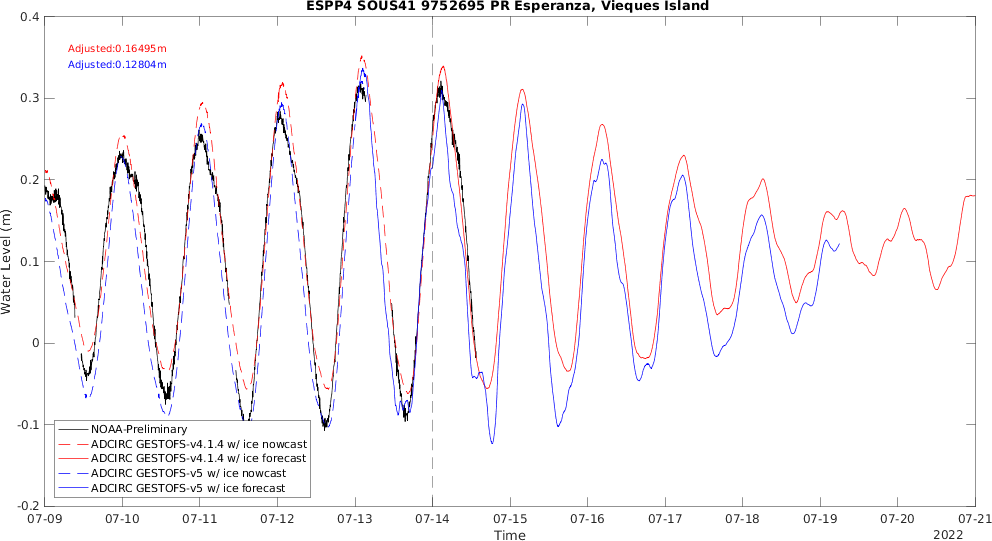 ESPP4 SOUS41 9752695 PR Esperanza, Vieques Island
Adjusted:0.16495m
Adjusted:0.12804m
Water Level (m)
0.4
0.3
0.2
0.1
0
-0.1
-0.2
NOAA-Preliminary
ADCIRC GESTOFS-v4.1.4 w/ ice nowcast
ADCIRC GESTOFS-v4.1.4 w/ ice forecast
ADCIRC GESTOFS-v5 w/ ice nowcast
ADCIRC GESTOFS-v5 w/ ice forecast
07-09 07-10 07-11 07-12 07-13 07-14 07-15 07-16 07-17 07-18 07-19 07-20 07-21
Time
2022